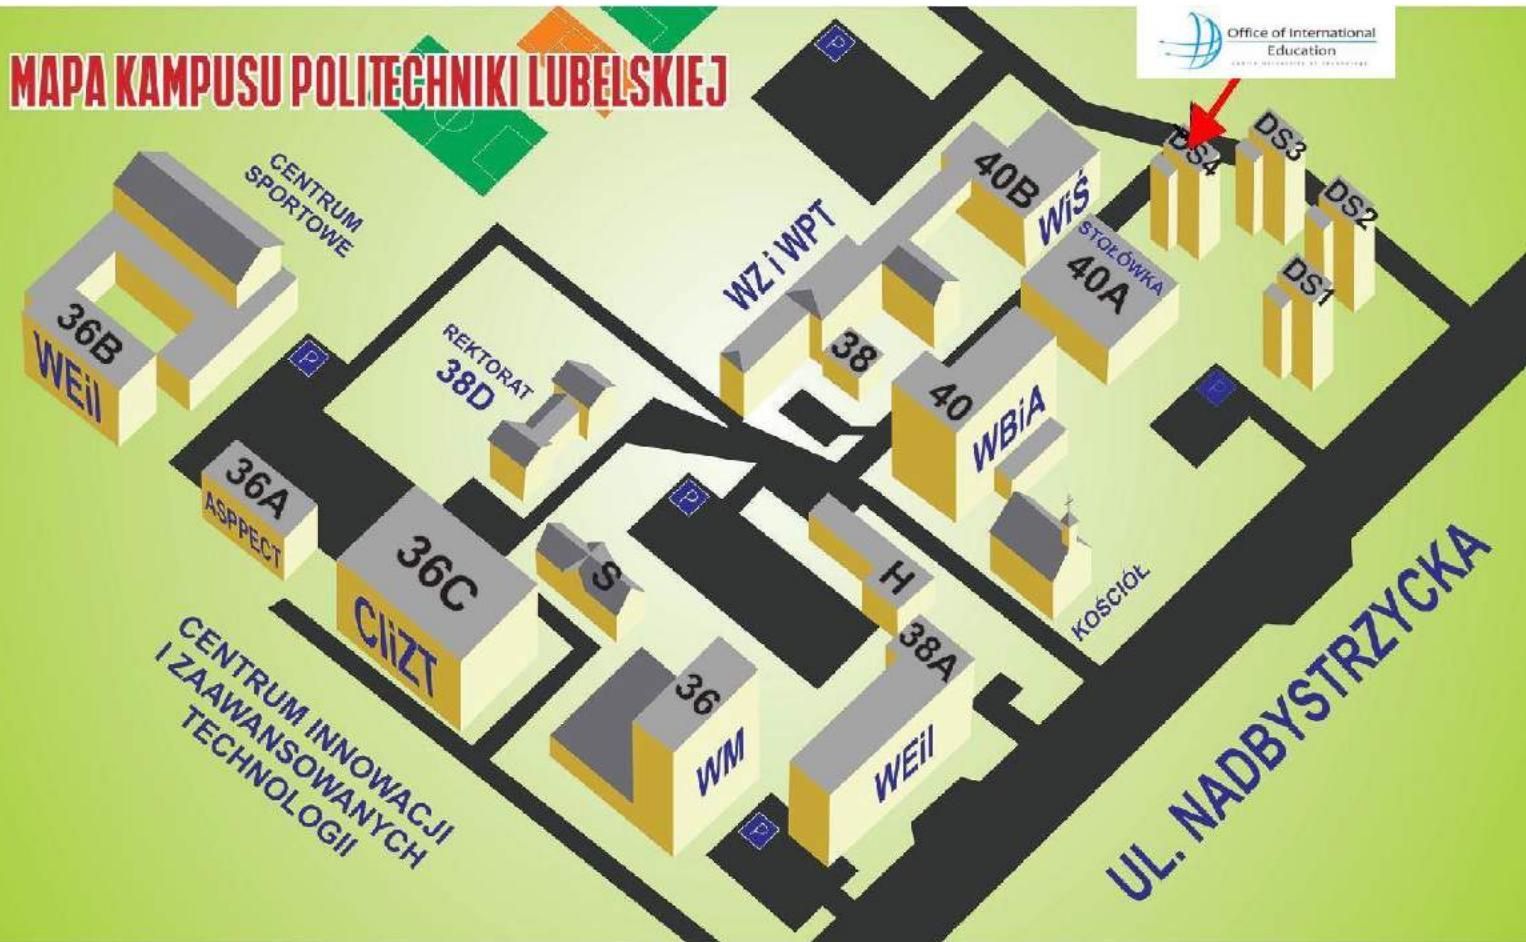 MAPA KAMPUSU POLITECHNIKI LUBELSKIEJ
Office of International
Education
P
DS4
DS3
DS2
DS1
CENTRUM
SPORTOWE
40B
WiŚ
STOŁÓWKA
40A
WZ i WPT
38
36B
WEiI
P
REKTORAT
38D
40
WBiA
P
36A
ASPPECT
P
36C
CIiZT
S
H
KOŚCIÓŁ
38A
WEiI
36
WM
P
CENTRUM INNOWACJI
I ZAAWANSOWANYCH
TECHNOLOGII
UL. NADBYSTRZYCKA